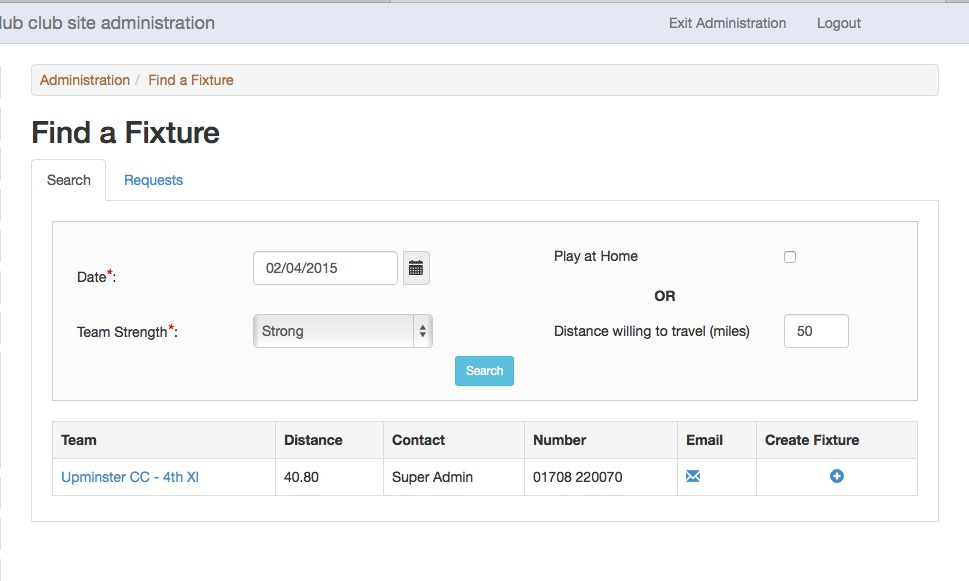 club site administration Exit Administration Logout
Administration / Find a Fixture
Find a Fixture
Search Requests
Date*: 02/04/2015 Play at Home
OR
Team Strength*: Strong Distance willing to travel (miles) 50
Search
Team Distance Contact Number Email Create Fixture
Upminster CC - 4th XI 40.80 Super Admin 01708 220070